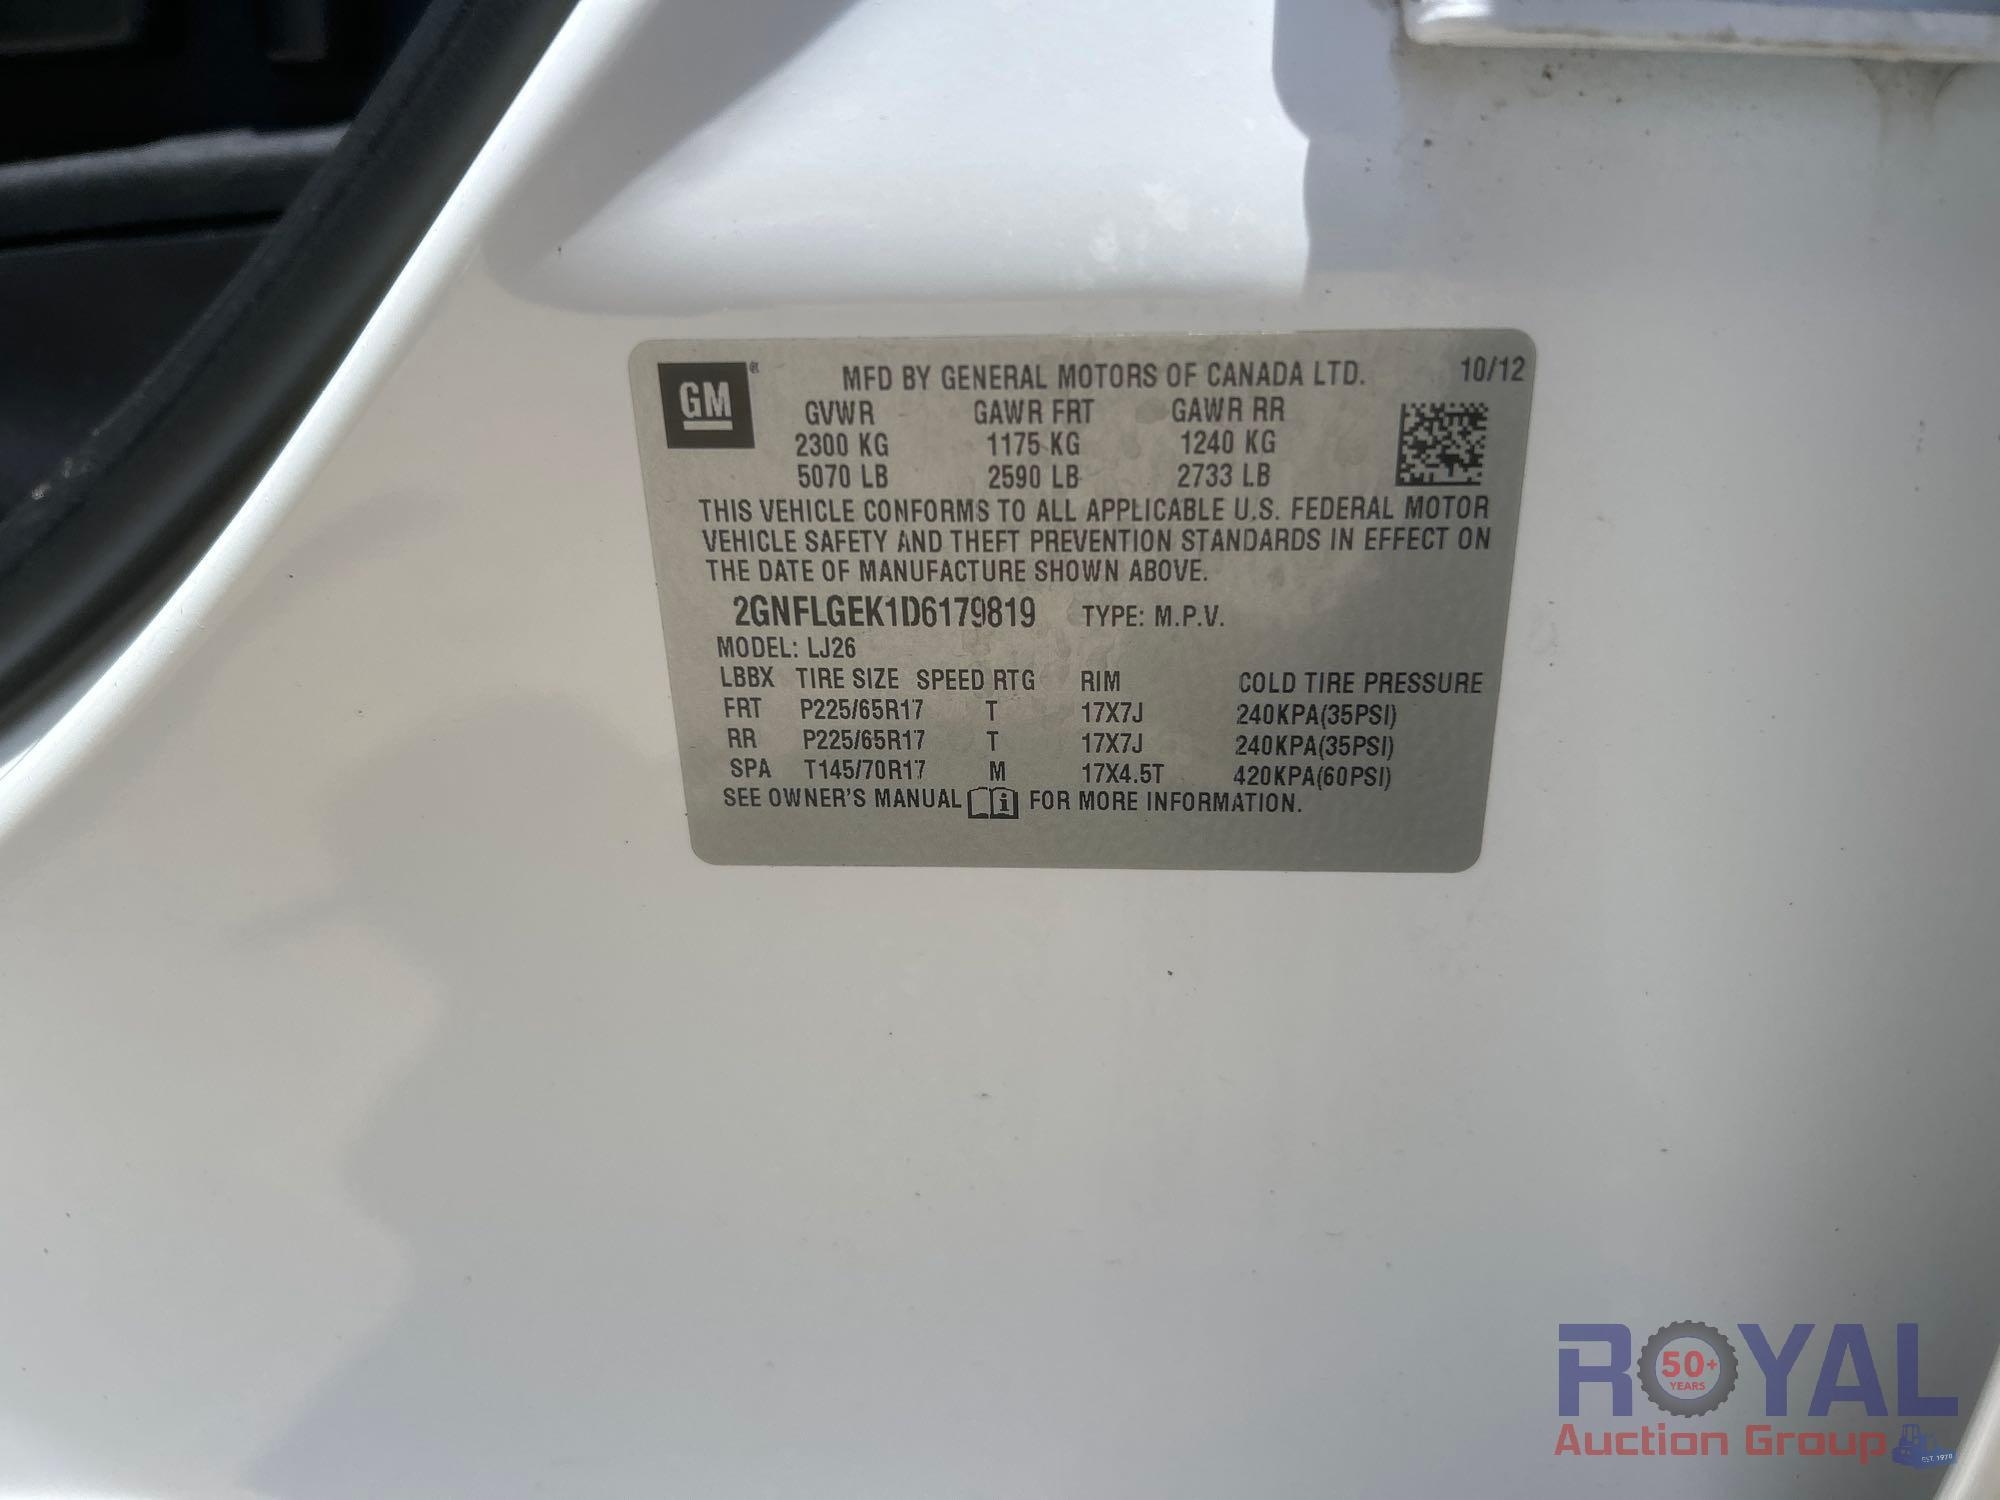 GM
MFD BY GENERAL MOTORS OF CANADA LTD. 10/12
GVWR GAWR FRT GAWR RR
2300 KG 1175 KG 1240 KG
5070 LB 2590 LB 2733 LB
THIS VEHICLE CONFORMS TO ALL APPLICABLE U.S. FEDERAL MOTOR
VEHICLE SAFETY AND THEFT PREVENTION STANDARDS IN EFFECT ON
THE DATE OF MANUFACTURE SHOWN ABOVE.
2GNFLGEK1D6179819 TYPE: M.P.V.
MODEL: LJ26
LBBX TIRE SIZE SPEED RTG RIM COLD TIRE PRESSURE
FRT P225/65R17 T 17X7J 240KPA(35PSI)
RR P225/65R17 T 17X7J 240KPA(35PSI)
SPA T145/70R17 M 17X4.5T 420KPA(60PSI)
SEE OWNER'S MANUAL FOR MORE INFORMATION.
ROYAL
50+
YEARS
Auction Group
EST. 1970